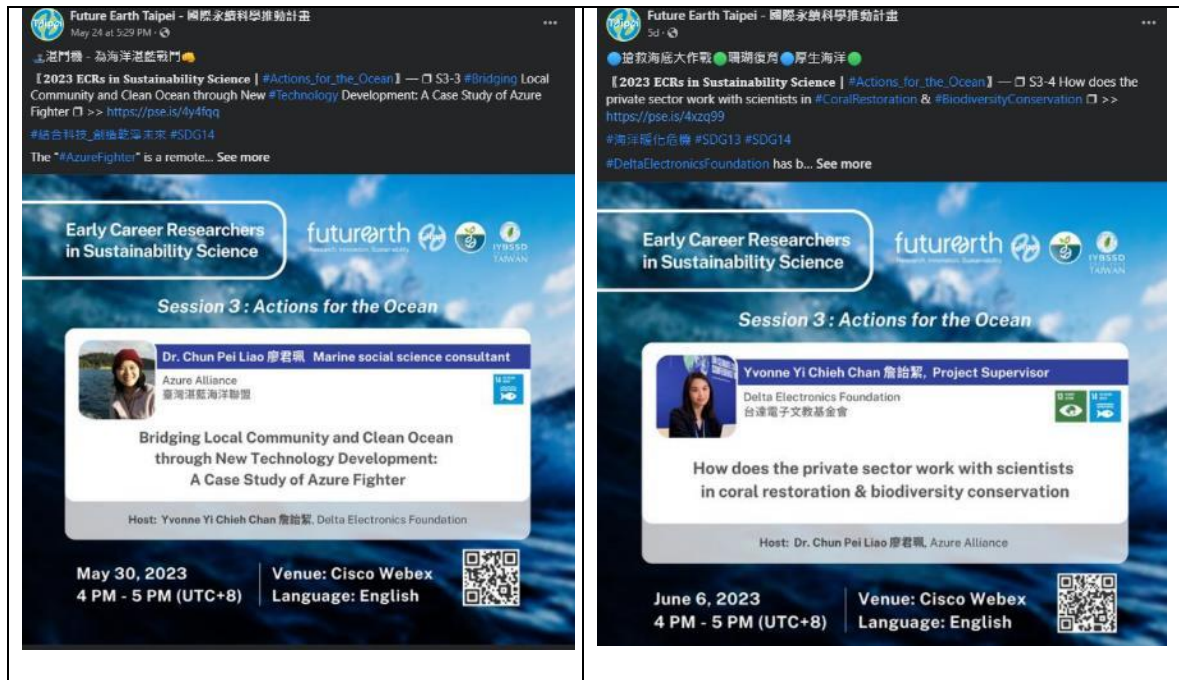 Future Earth Taipei - 國際永續科學推動計畫
May 24 at 5:29 PM ·
湛鬥機 - 為海洋湛藍戰鬥
〖2023 ECRs in Sustainability Science | #Actions_for_the_Ocean〗 — S3-3 #Bridging Local
Community and Clean Ocean through New #Technology Development: A Case Study of Azure
Fighter >> https://pse.is/4y4fqq
#結合科技_創造乾淨未來 #SDG14
The "#AzureFighter" is a remote... See more
Early Career Researchers
in Sustainability Science
futurearth
Research. Innovation. Sustainability.
IYBSSD
TAIWAN
Session 3 : Actions for the Ocean
Dr. Chun Pei Liao 廖君珮 Marine social science consultant
Azure Alliance
臺灣湛藍海洋聯盟
Bridging Local Community and Clean Ocean
through New Technology Development:
A Case Study of Azure Fighter
Host: Yvonne Yi Chieh Chan 詹詒絜, Delta Electronics Foundation
May 30, 2023
4 PM - 5 PM (UTC+8)
Venue: Cisco Webex
Language: English
Future Earth Taipei - 國際永續科學推動計畫
5d ·
搶救海底大作戰 珊瑚復育 厚生海洋
〖2023 ECRs in Sustainability Science | #Actions_for_the_Ocean〗 — S3-4 How does the
private sector work with scientists in #CoralRestoration & #BiodiversityConservation >>
https://pse.is/4xzq99
#海洋暖化危機 #SDG13 #SDG14
#DeltaElectronicsFoundation has b... See more
Early Career Researchers
in Sustainability Science
futurearth
Research. Innovation. Sustainability.
IYBSSD
TAIWAN
Session 3 : Actions for the Ocean
Yvonne Yi Chieh Chan 詹詒絜, Project Supervisor
Delta Electronics Foundation
台達電子文教基金會
How does the private sector work with scientists
in coral restoration & biodiversity conservation
Host: Dr. Chun Pei Liao 廖君珮, Azure Alliance
June 6, 2023
4 PM - 5 PM (UTC+8)
Venue: Cisco Webex
Language: English